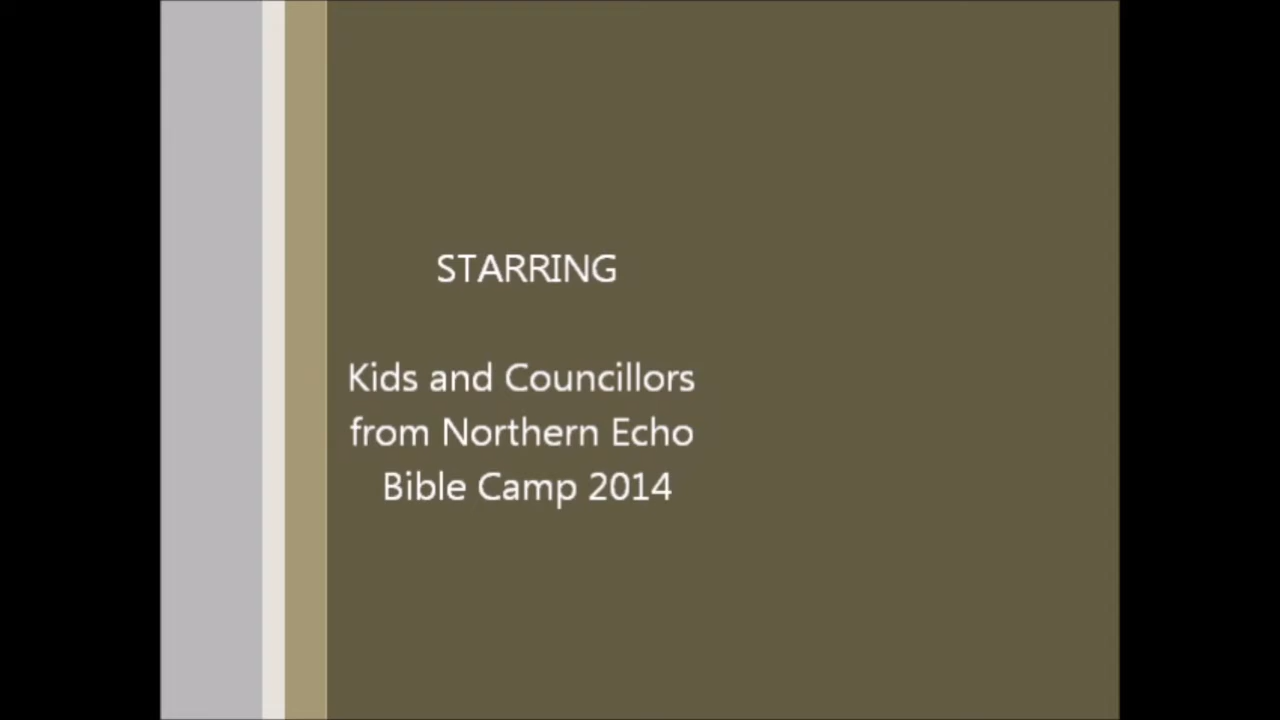 STARRING
Kids and Councillors
from Northern Echo
Bible Camp 2014